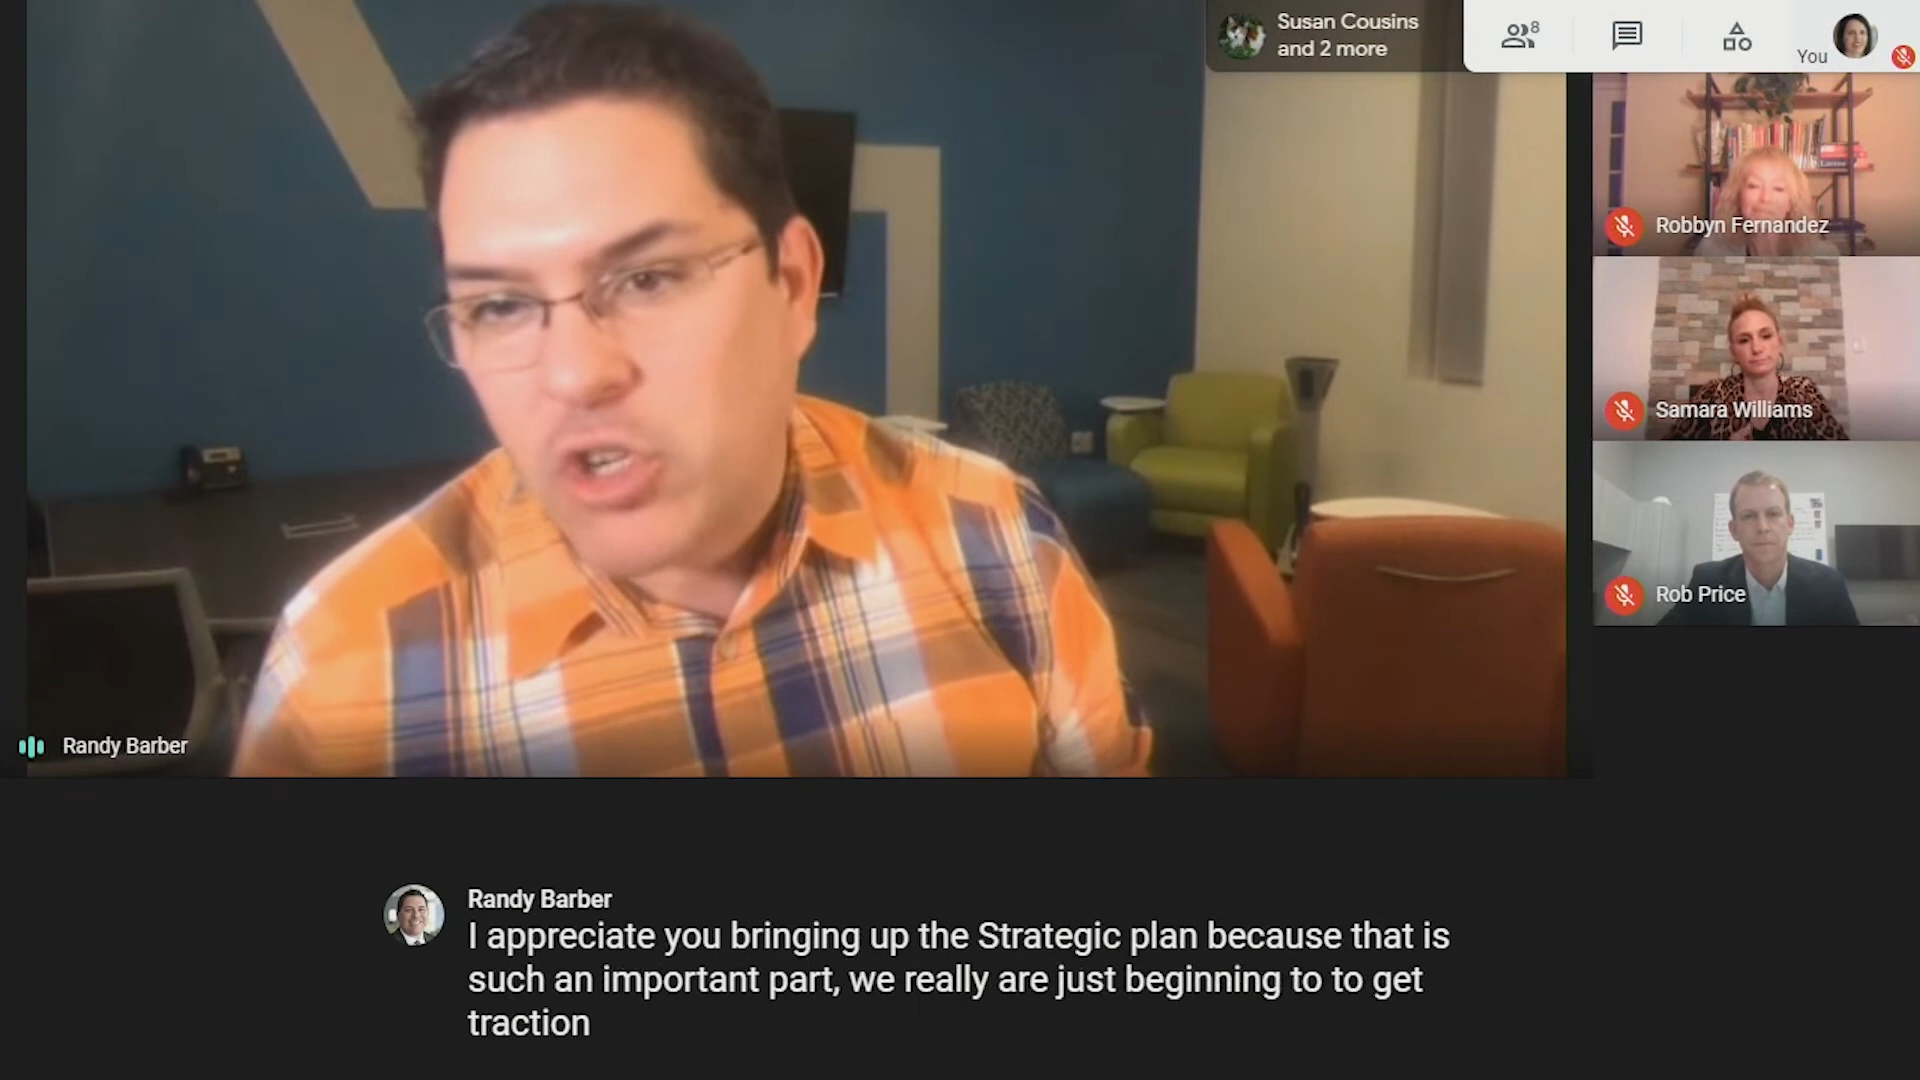 Susan Cousins
and 2 more
8
You
Robbyn Fernandez
Samara Williams
Rob Price
Randy Barber
Randy Barber
I appreciate you bringing up the Strategic plan because that is
such an important part, we really are just beginning to to get
traction